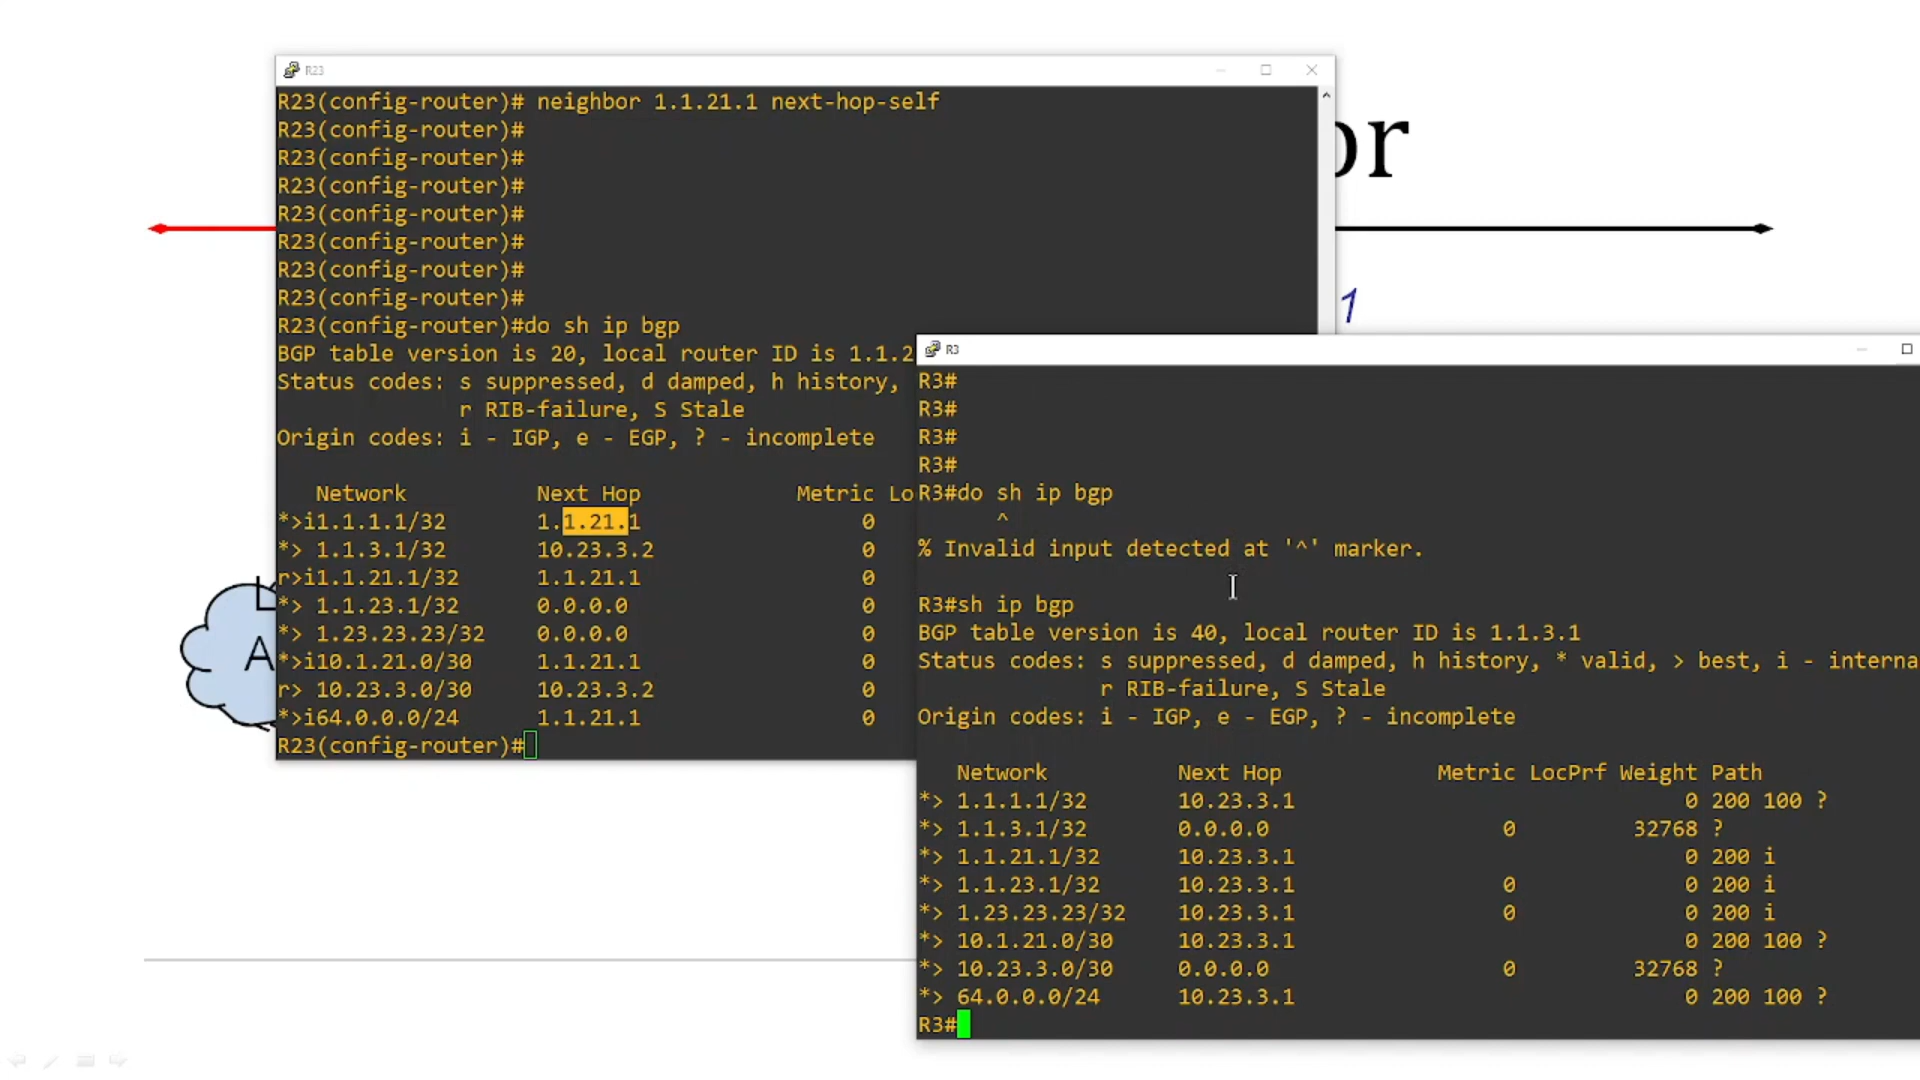 R23
R23(config-router)# neighbor 1.1.21.1 next-hop-self
R23(config-router)#
R23(config-router)#
R23(config-router)#
R23(config-router)#
R23(config-router)#
R23(config-router)#
R23(config-router)#
R23(config-router)#do sh ip bgp
BGP table version is 20, local router ID is 1.1.2
Status codes: s suppressed, d damped, h history,
r RIB-failure, S Stale
Origin codes: i - IGP, e - EGP, ? - incomplete
Network Next Hop Metric Lo
*>i1.1.1.1/32 1.1.21.1 0
*> 1.1.3.1/32 10.23.3.2 0
r>i1.1.21.1/32 1.1.21.1 0
*> 1.1.23.1/32 0.0.0.0 0
*> 1.23.23.23/32 0.0.0.0 0
*>i10.1.21.0/30 1.1.21.1 0
r> 10.23.3.0/30 10.23.3.2 0
*>i64.0.0.0/24 1.1.21.1 0
R23(config-router)#
or
1
L
A
R3
R3#
R3#
R3#
R3#
R3#do sh ip bgp
^
% Invalid input detected at '^' marker.
R3#sh ip bgp
BGP table version is 40, local router ID is 1.1.3.1
Status codes: s suppressed, d damped, h history, * valid, > best, i - interna
r RIB-failure, S Stale
Origin codes: i - IGP, e - EGP, ? - incomplete
Network Next Hop Metric LocPrf Weight Path
*> 1.1.1.1/32 10.23.3.1 0 200 100 ?
*> 1.1.3.1/32 0.0.0.0 0 32768 ?
*> 1.1.21.1/32 10.23.3.1 0 200 i
*> 1.1.23.1/32 10.23.3.1 0 0 200 i
*> 1.23.23.23/32 10.23.3.1 0 0 200 i
*> 10.1.21.0/30 10.23.3.1 0 200 100 ?
*> 10.23.3.0/30 0.0.0.0 0 32768 ?
*> 64.0.0.0/24 10.23.3.1 0 200 100 ?
R3#